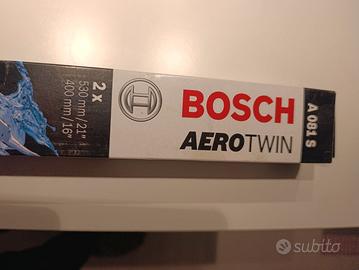 2 x
530 mm/21"
400 mm/16"
BOSCH
AEROTWIN
A 081 S
subito